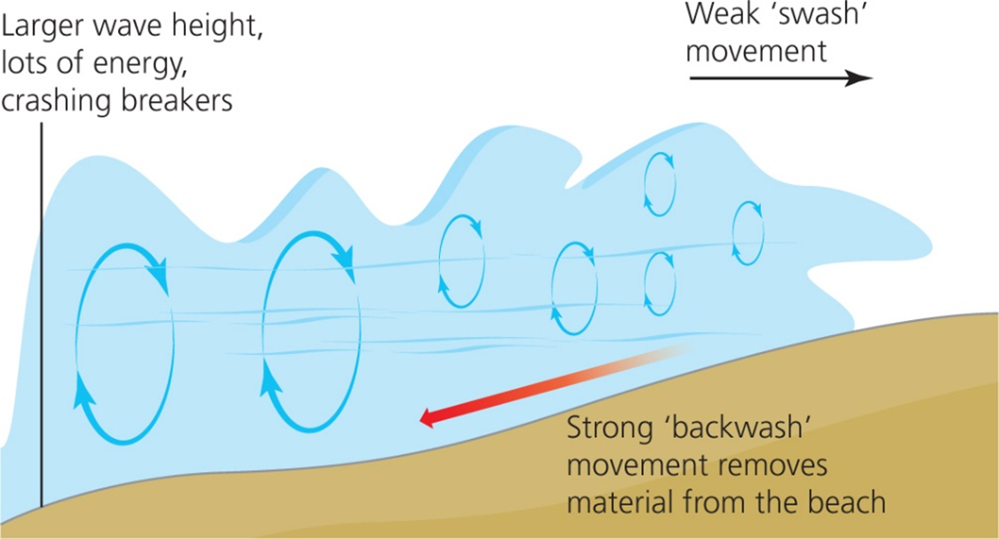 Larger wave height,
lots of energy,
crashing breakers
Weak ‘swash’
movement
Strong ‘backwash’
movement removes
material from the beach